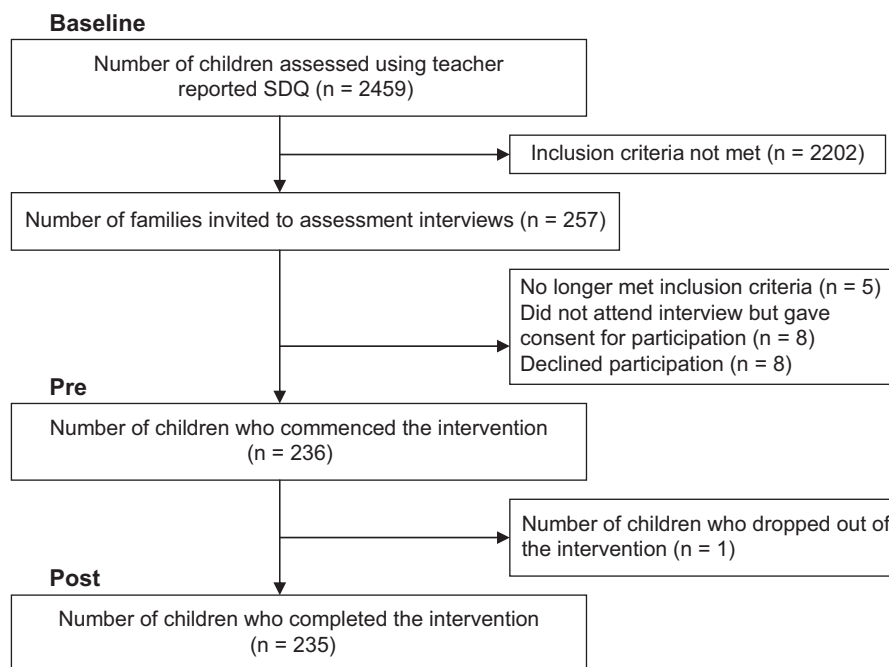 Baseline
Number of children assessed using teacher
reported SDQ (n = 2459)
Inclusion criteria not met (n = 2202)
Number of families invited to assessment interviews (n = 257)
No longer met inclusion criteria (n = 5)
Did not attend interview but gave
consent for participation (n = 8)
Declined participation (n = 8)
Pre
Number of children who commenced the intervention
(n = 236)
Number of children who dropped out of
the intervention (n = 1)
Post
Number of children who completed the intervention
(n = 235)